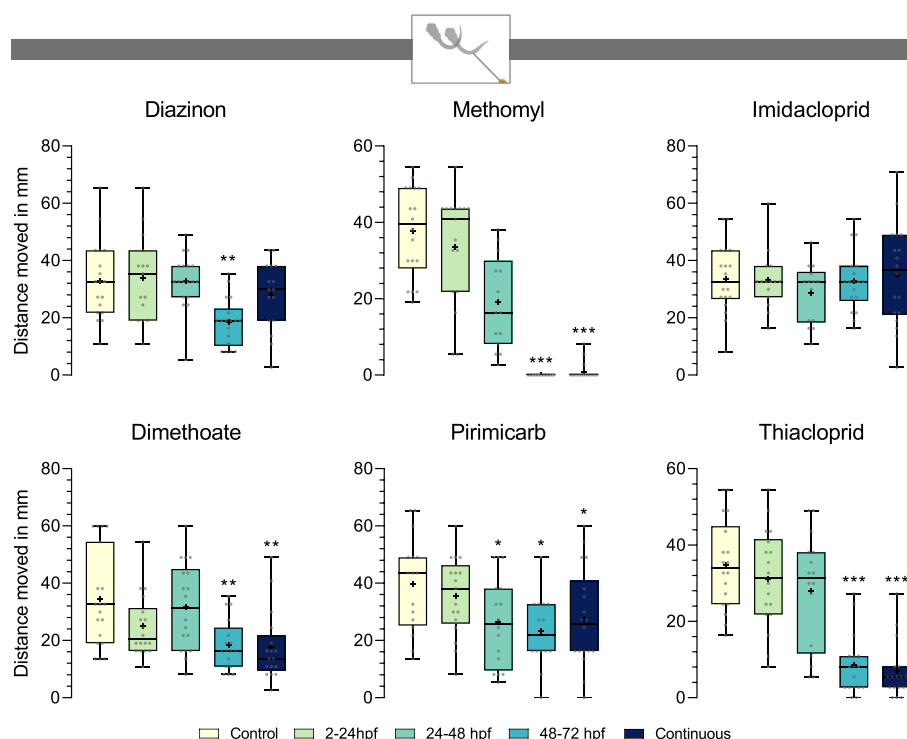 Diazinon
Methomyl
Imidacloprid
Distance moved in mm
80
60
40
20
0
**
60
40
20
0
***
***
80
60
40
20
0
Dimethoate
Pirimicarb
Thiacloprid
Distance moved in mm
80
60
40
20
0
**
**
80
60
40
20
0
*
*
*
60
40
20
0
***
***
Control
2-24hpf
24-48 hpf
48-72 hpf
Continuous